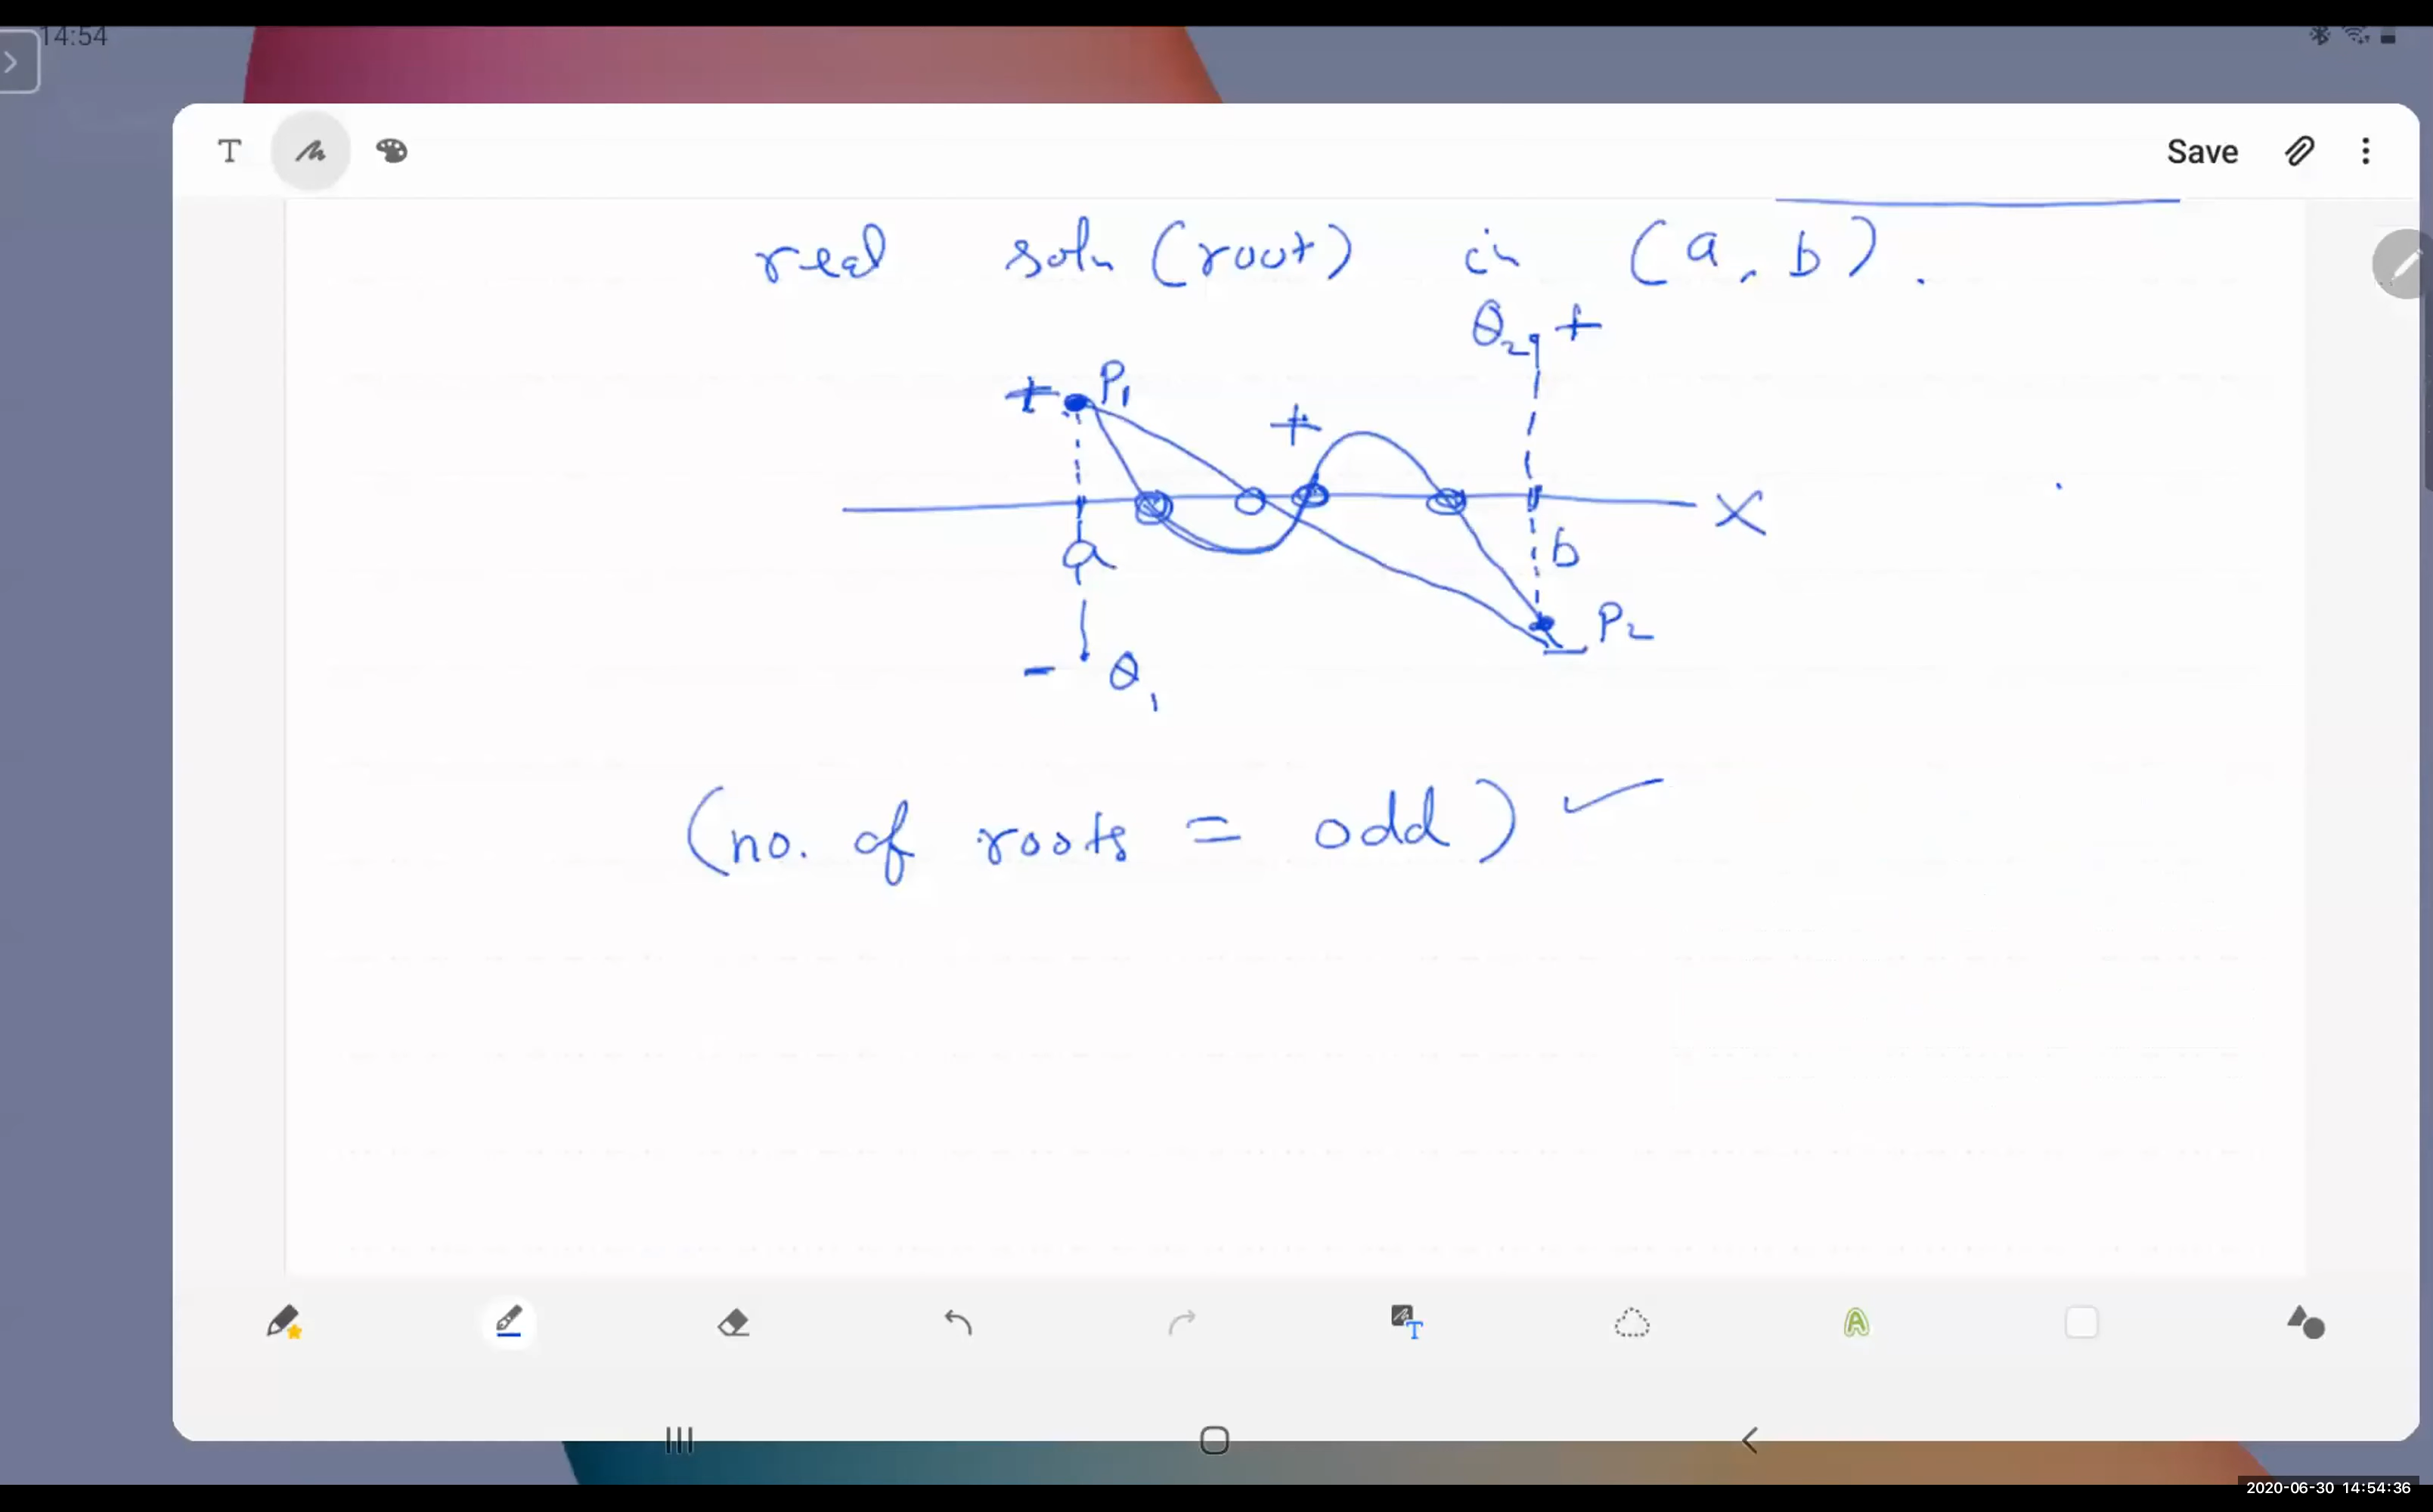 14:54
T
Save
real soln (root) in (a, b).
Q2 +
+ P1
+
X
a
b
P2
- Q1
(no. of roots = odd) ✓
T
A
2020-06-30 14:54:36